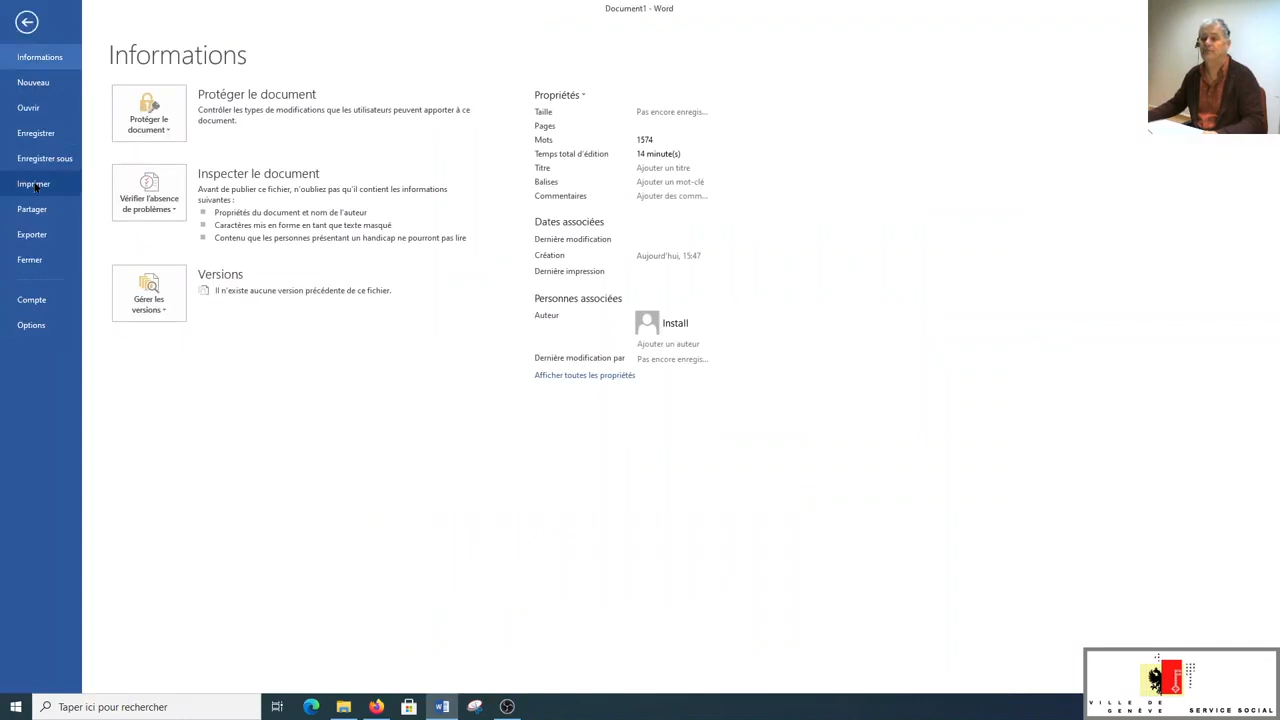 Document1 - Word
Informations
Nouveau
Ouvrir
Enregistrer
Enregistrer sous
Imprimer
Partager
Exporter
Fermer
Compte
Options
Informations
Protéger le
document
Protéger le document
Contrôler les types de modifications que les utilisateurs peuvent apporter à ce
document.
Vérifier l'absence
de problèmes
Inspecter le document
Avant de publier ce fichier, n'oubliez pas qu'il contient les informations
suivantes :
Propriétés du document et nom de l'auteur
Caractères mis en forme en tant que texte masqué
Contenu que les personnes présentant un handicap ne pourront pas lire
Gérer les
versions
Versions
Il n'existe aucune version précédente de ce fichier.
Propriétés
Taille Pas encore enregis...
Pages
Mots 1574
Temps total d'édition 14 minute(s)
Titre Ajouter un titre
Balises Ajouter un mot-clé
Commentaires Ajouter des comm...
Dates associées
Dernière modification
Création Aujourd'hui, 15:47
Dernière impression
Personnes associées
Auteur Install
Ajouter un auteur
Dernière modification par Pas encore enregis...
Afficher toutes les propriétés
Taper ici pour rechercher
VILLE DE
GENÈVE
SERVICE SOCIAL